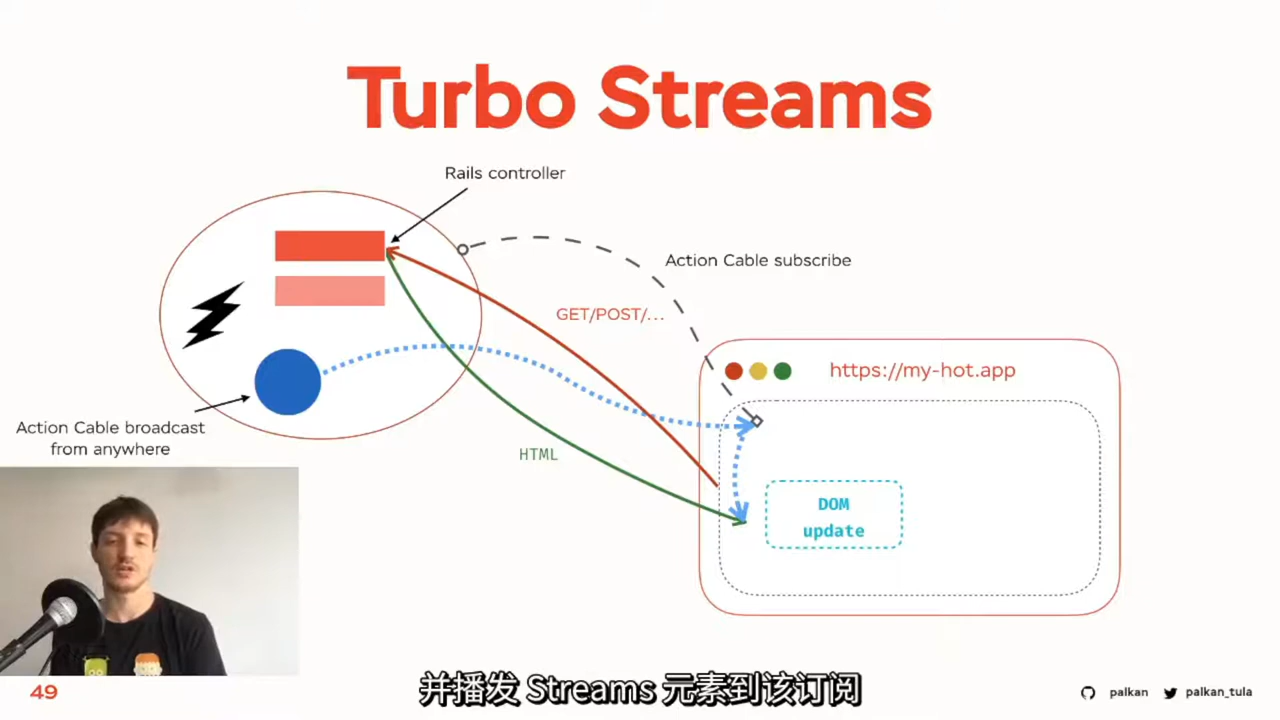 Turbo Streams
Rails controller
Action Cable subscribe
GET/POST/...
https://my-hot.app
Action Cable broadcast
from anywhere
HTML
DOM
update
并播发 Streams 元素到该订阅
49
palkan
palkan_tula